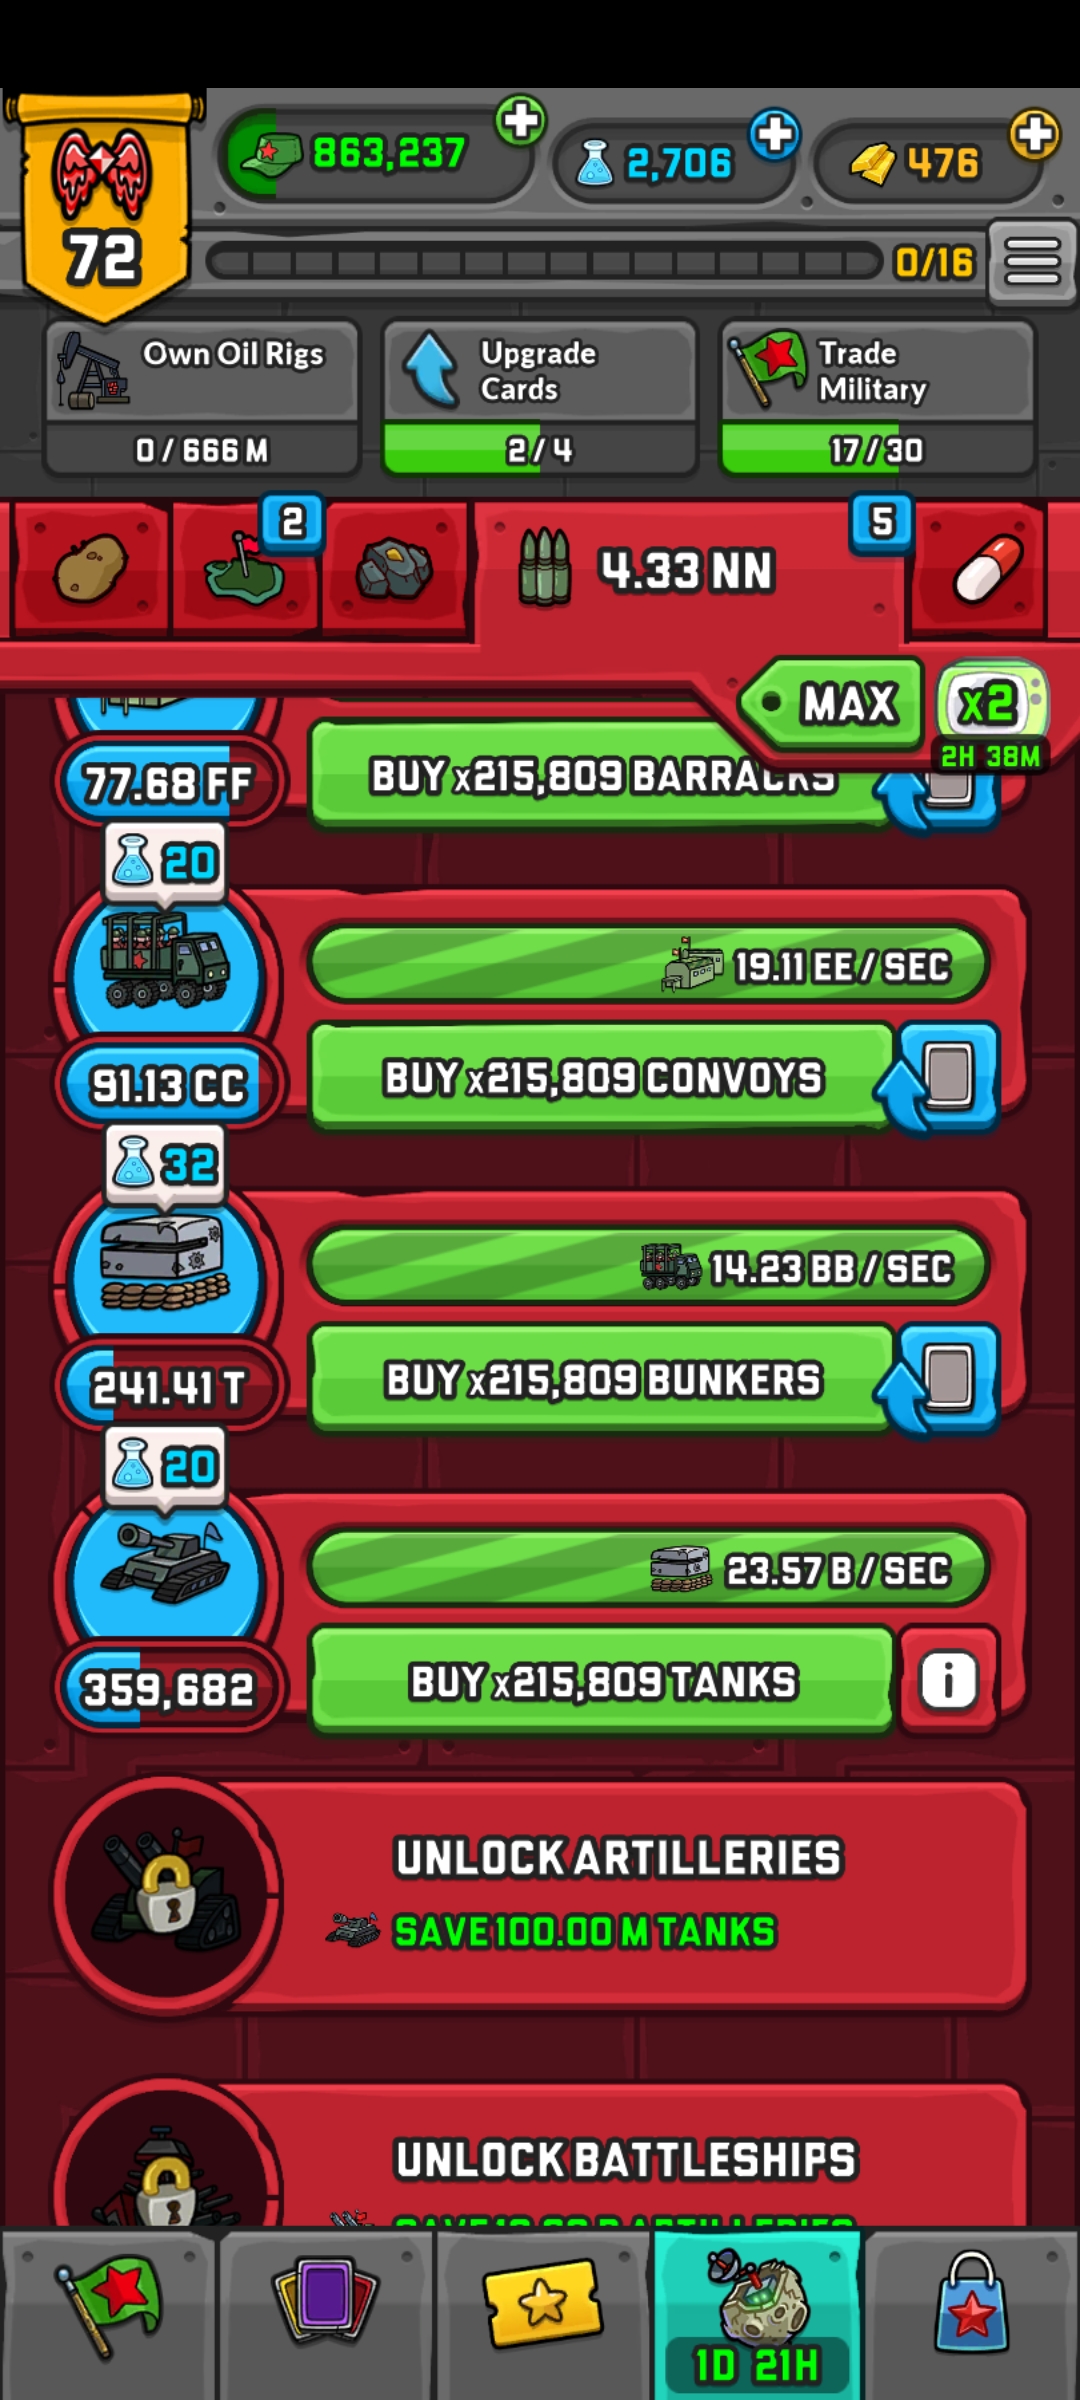 863,237
2,706
476
72
0/16
Own Oil Rigs
0 / 666 M
Upgrade
Cards
2 / 4
Trade
Military
17 / 30
2
4.33 NN
5
MAX
x2
2H 38M
77.68 FF
BUY x215,809 BARRACKS
20
19.11 EE / SEC
91.13 CC
BUY x215,809 CONVOYS
32
14.23 BB / SEC
241.41 T
BUY x215,809 BUNKERS
20
23.57 B / SEC
359,682
BUY x215,809 TANKS
i
UNLOCK ARTILLERIES
SAVE 100.00 M TANKS
UNLOCK BATTLESHIPS
1D 21H